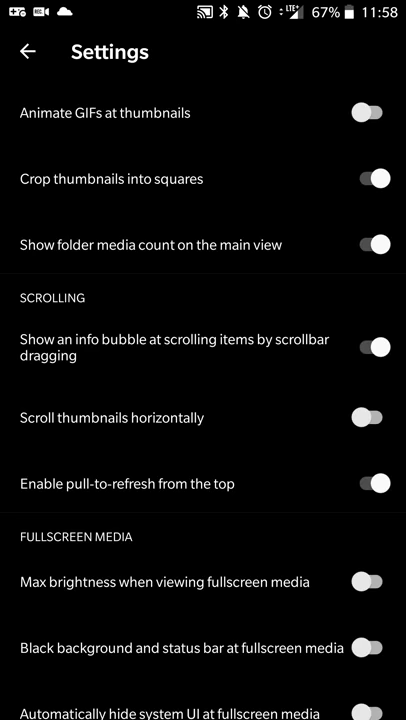 REC LTE 67% 11:58
Settings
Animate GIFs at thumbnails
Crop thumbnails into squares
Show folder media count on the main view
SCROLLING
Show an info bubble at scrolling items by scrollbar
dragging
Scroll thumbnails horizontally
Enable pull-to-refresh from the top
FULLSCREEN MEDIA
Max brightness when viewing fullscreen media
Black background and status bar at fullscreen media
Automatically hide system UI at fullscreen media